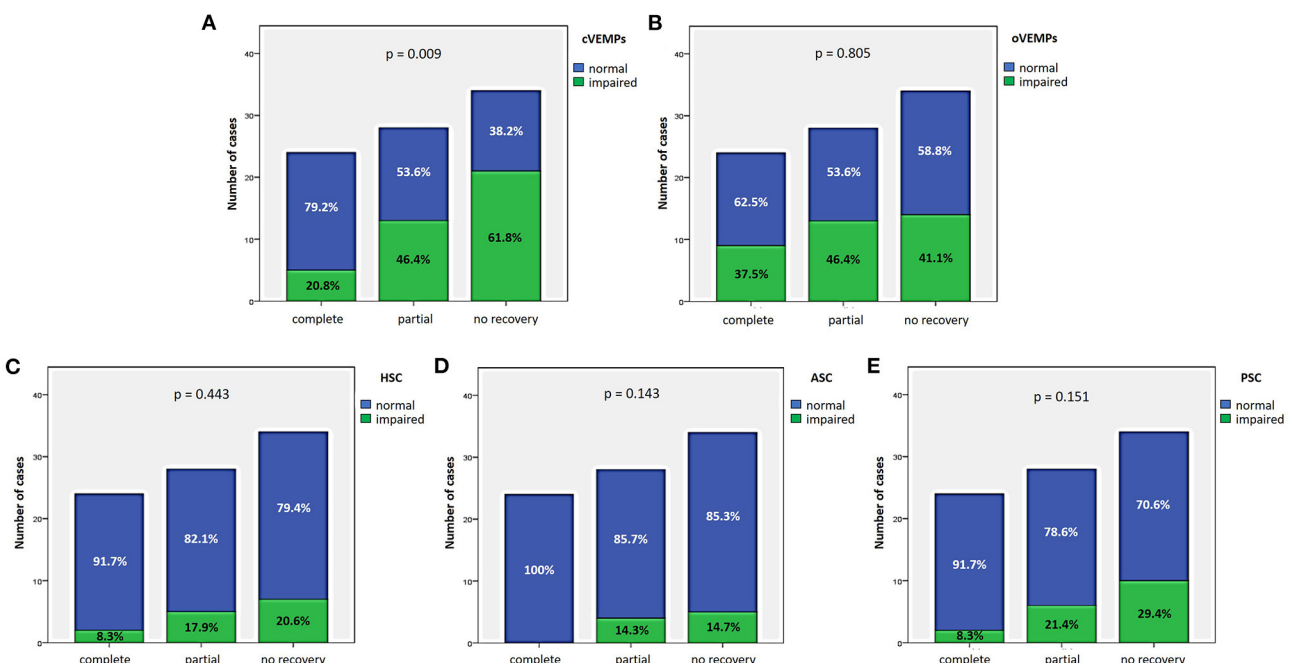 A
cVEMPs
p = 0.009
normal
impaired
Number of cases
40
30
20
10
0
79.2%
20.8%
53.6%
46.4%
38.2%
61.8%
complete partial no recovery
B
oVEMPs
p = 0.805
normal
impaired
Number of cases
40
30
20
10
0
62.5%
37.5%
53.6%
46.4%
58.8%
41.1%
complete partial no recovery
C
HSC
p = 0.443
normal
impaired
Number of cases
40
30
20
10
0
91.7%
8.3%
82.1%
17.9%
79.4%
20.6%
complete partial no recovery
D
ASC
p = 0.143
normal
impaired
Number of cases
40
30
20
10
0
100%
85.7%
14.3%
85.3%
14.7%
complete partial no recovery
E
PSC
p = 0.151
normal
impaired
Number of cases
40
30
20
10
0
91.7%
8.3%
78.6%
21.4%
70.6%
29.4%
complete partial no recovery